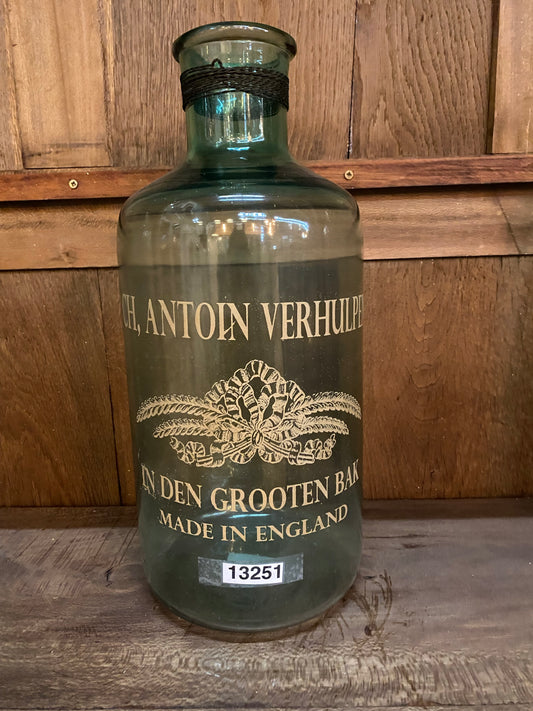 CH, ANTOIN VERHULPE
IN DEN GROOTEN BAK
MADE IN ENGLAND
13251